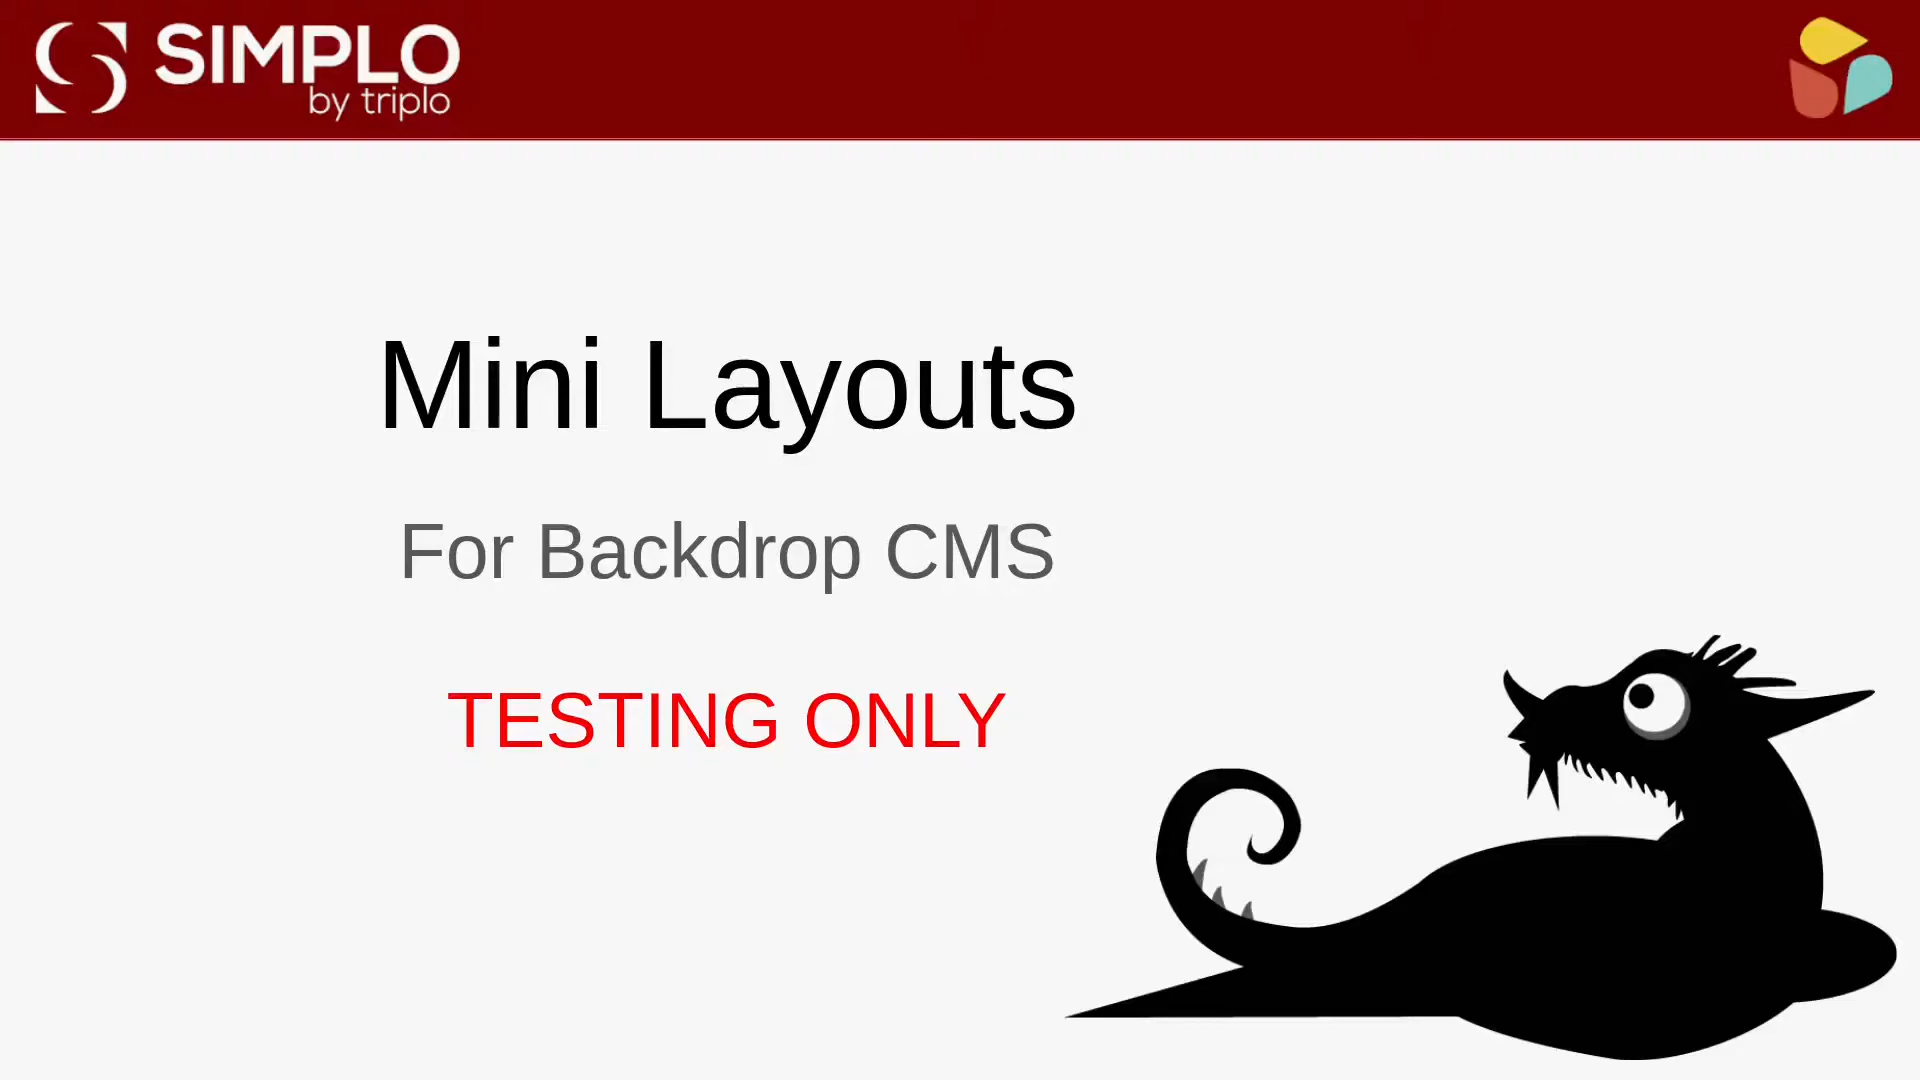 SIMPLO
by triplo
Mini Layouts
For Backdrop CMS
TESTING ONLY